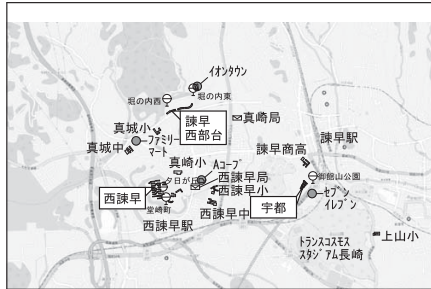 イオンタウン
堀の内東
堀の内西
諫早
西部台
真崎局
真城小
ファミリー
マート
真城中
諫早駅
諫早商高
真崎小
Aコープ
夕日が丘
西諫早局
西諫早小
御館山公園
セブン
イレブン
西諫早
宇都
堂崎町
西諫早中
西諫早駅
トランスコスモス
スタジアム長崎
上山小